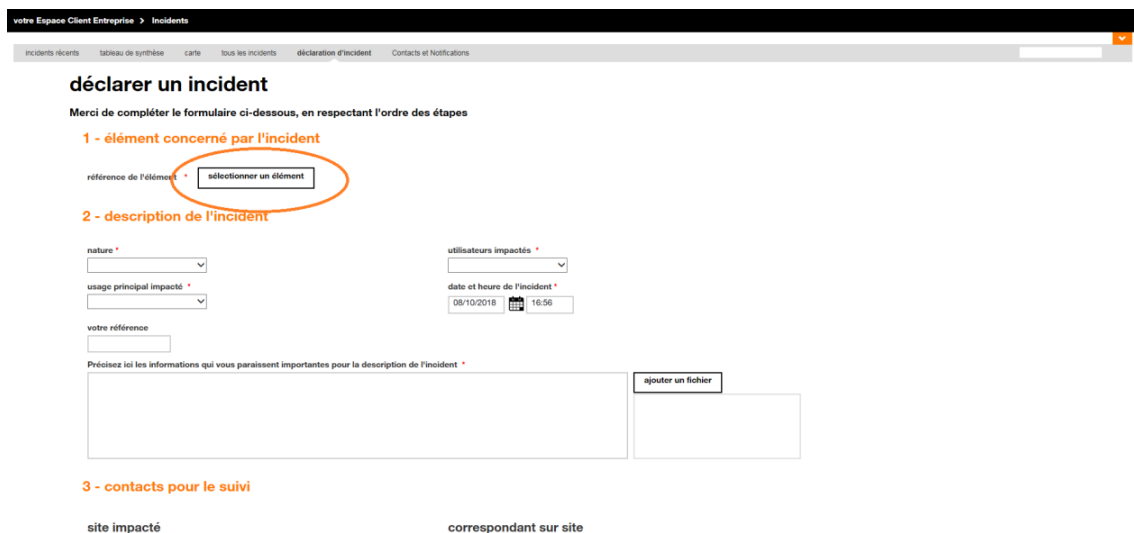 votre Espace Client Entreprise > Incidents
incidents récents tableau de synthèse carte tous les incidents déclaration d'incident Contacts et Notifications
déclarer un incident
Merci de compléter le formulaire ci-dessous, en respectant l'ordre des étapes
1 - élément concerné par l'incident
référence de l'élément * sélectionner un élément
2 - description de l'incident
nature * utilisateurs impactés *
usage principal impacté * date et heure de l'incident *
08/10/2018 16:56
votre référence
Précisez ici les informations qui vous paraissent importantes pour la description de l'incident *
ajouter un fichier
3 - contacts pour le suivi
site impacté correspondant sur site